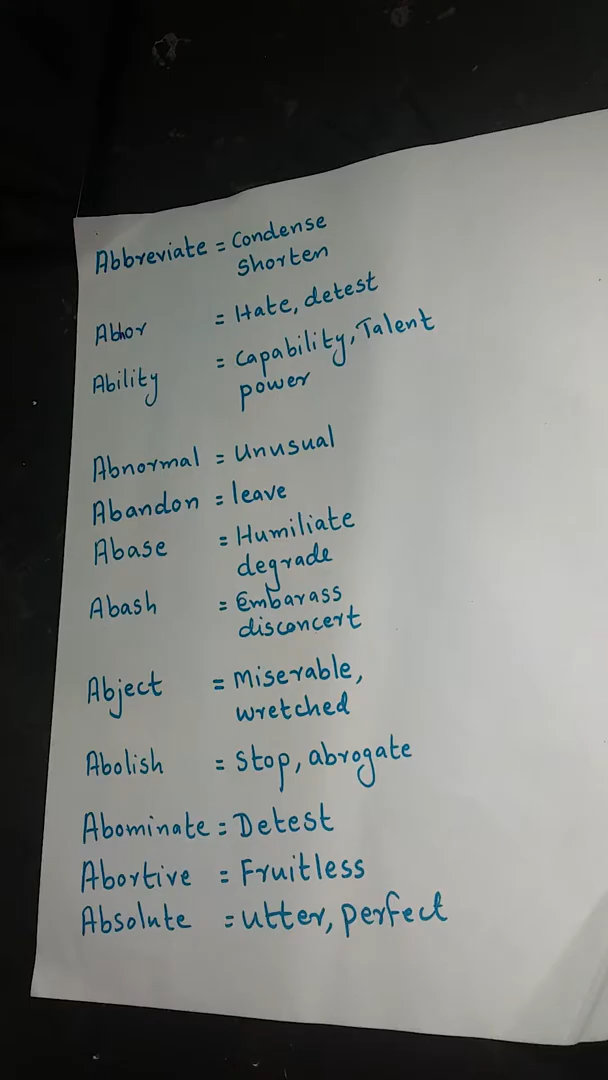 Abbreviate = Condense
Shorten
Abhor = Hate, detest
Ability = Capability, Talent
power
Abnormal = Unusual
Abandon = leave
Abase = Humiliate
degrade
Abash = Embarass
disconcert
Abject = Miserable,
wretched
Abolish = Stop, abrogate
Abominate = Detest
Abortive = Fruitless
Absolute = utter, perfect